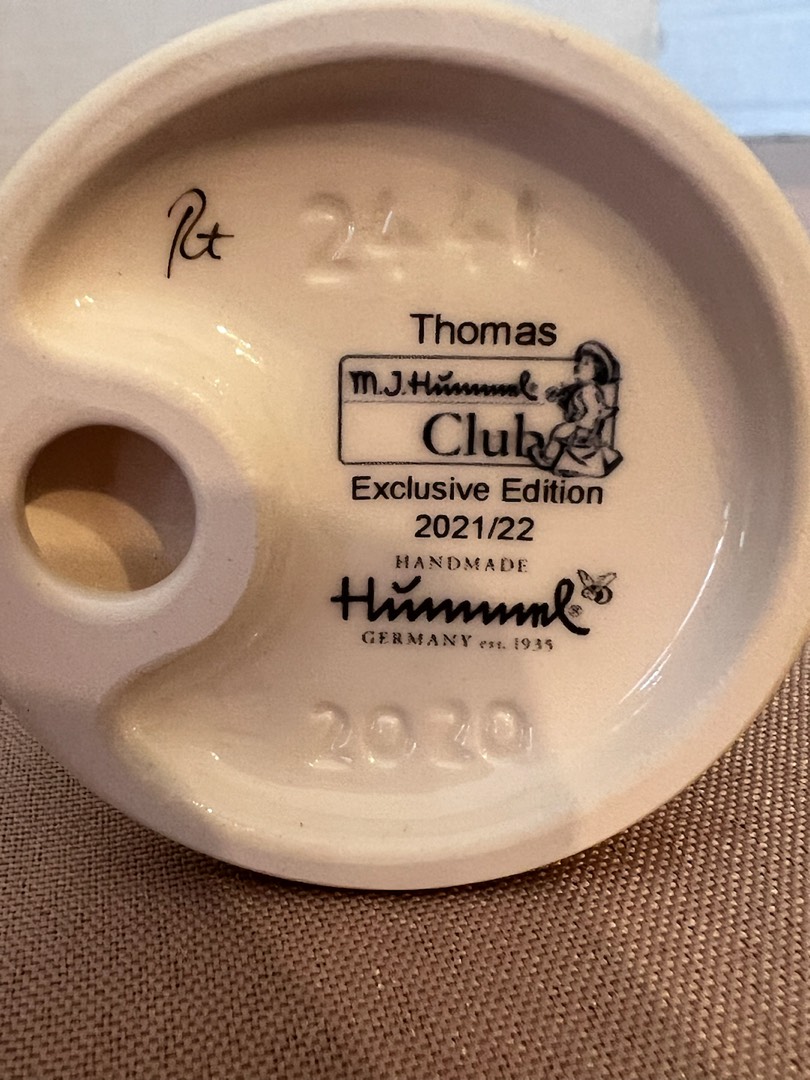 Rt
2441
Thomas
M.J. Hummel®
Club
Exclusive Edition
2021/22
HANDMADE
Hummel®
GERMANY est. 1935
2020